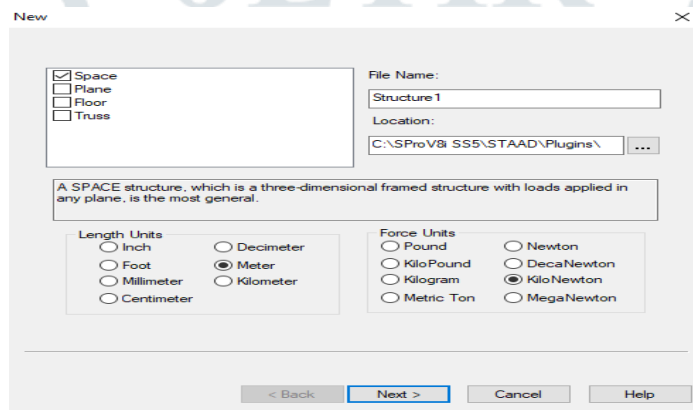 New
Space
Plane
Floor
Truss
File Name:
Structure1
Location:
C:\SProV8i SS5\STAAD\Plugins\
...
A SPACE structure, which is a three-dimensional framed structure with loads applied in
any plane, is the most general.
Length Units
Inch
Decimeter
Foot
Meter
Millimeter
Kilometer
Centimeter
Force Units
Pound
Newton
KiloPound
DecaNewton
Kilogram
KiloNewton
Metric Ton
MegaNewton
< Back
Next >
Cancel
Help